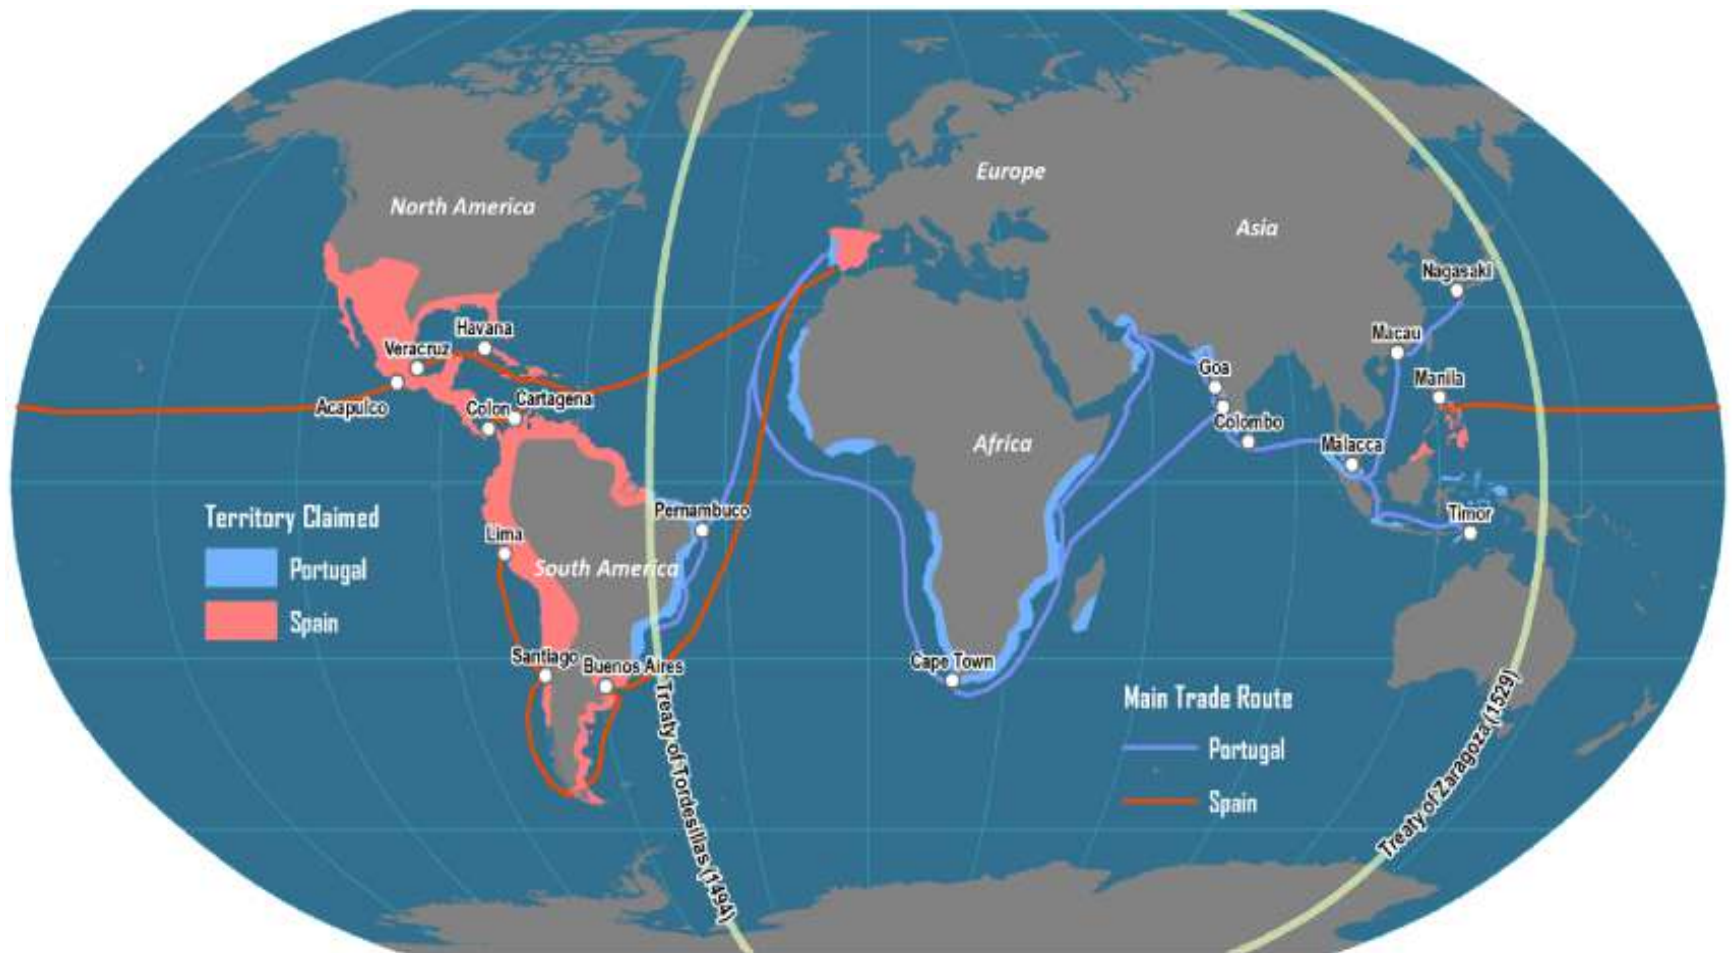 North America
Europe
Asia
Nagasaki
Havana
Veracruz
Macau
Goa
Manila
Acapulco
Colon
Cartagena
Colombo
Africa
Malacca
Territory Claimed
Pernambuco
Timor
Lima
Portugal
South America
Spain
Santiago
Buenos Aires
Cape Town
Treaty of Tordesillas (1494)
Main Trade Route
Portugal
Spain
Treaty of Zaragoza (1529)